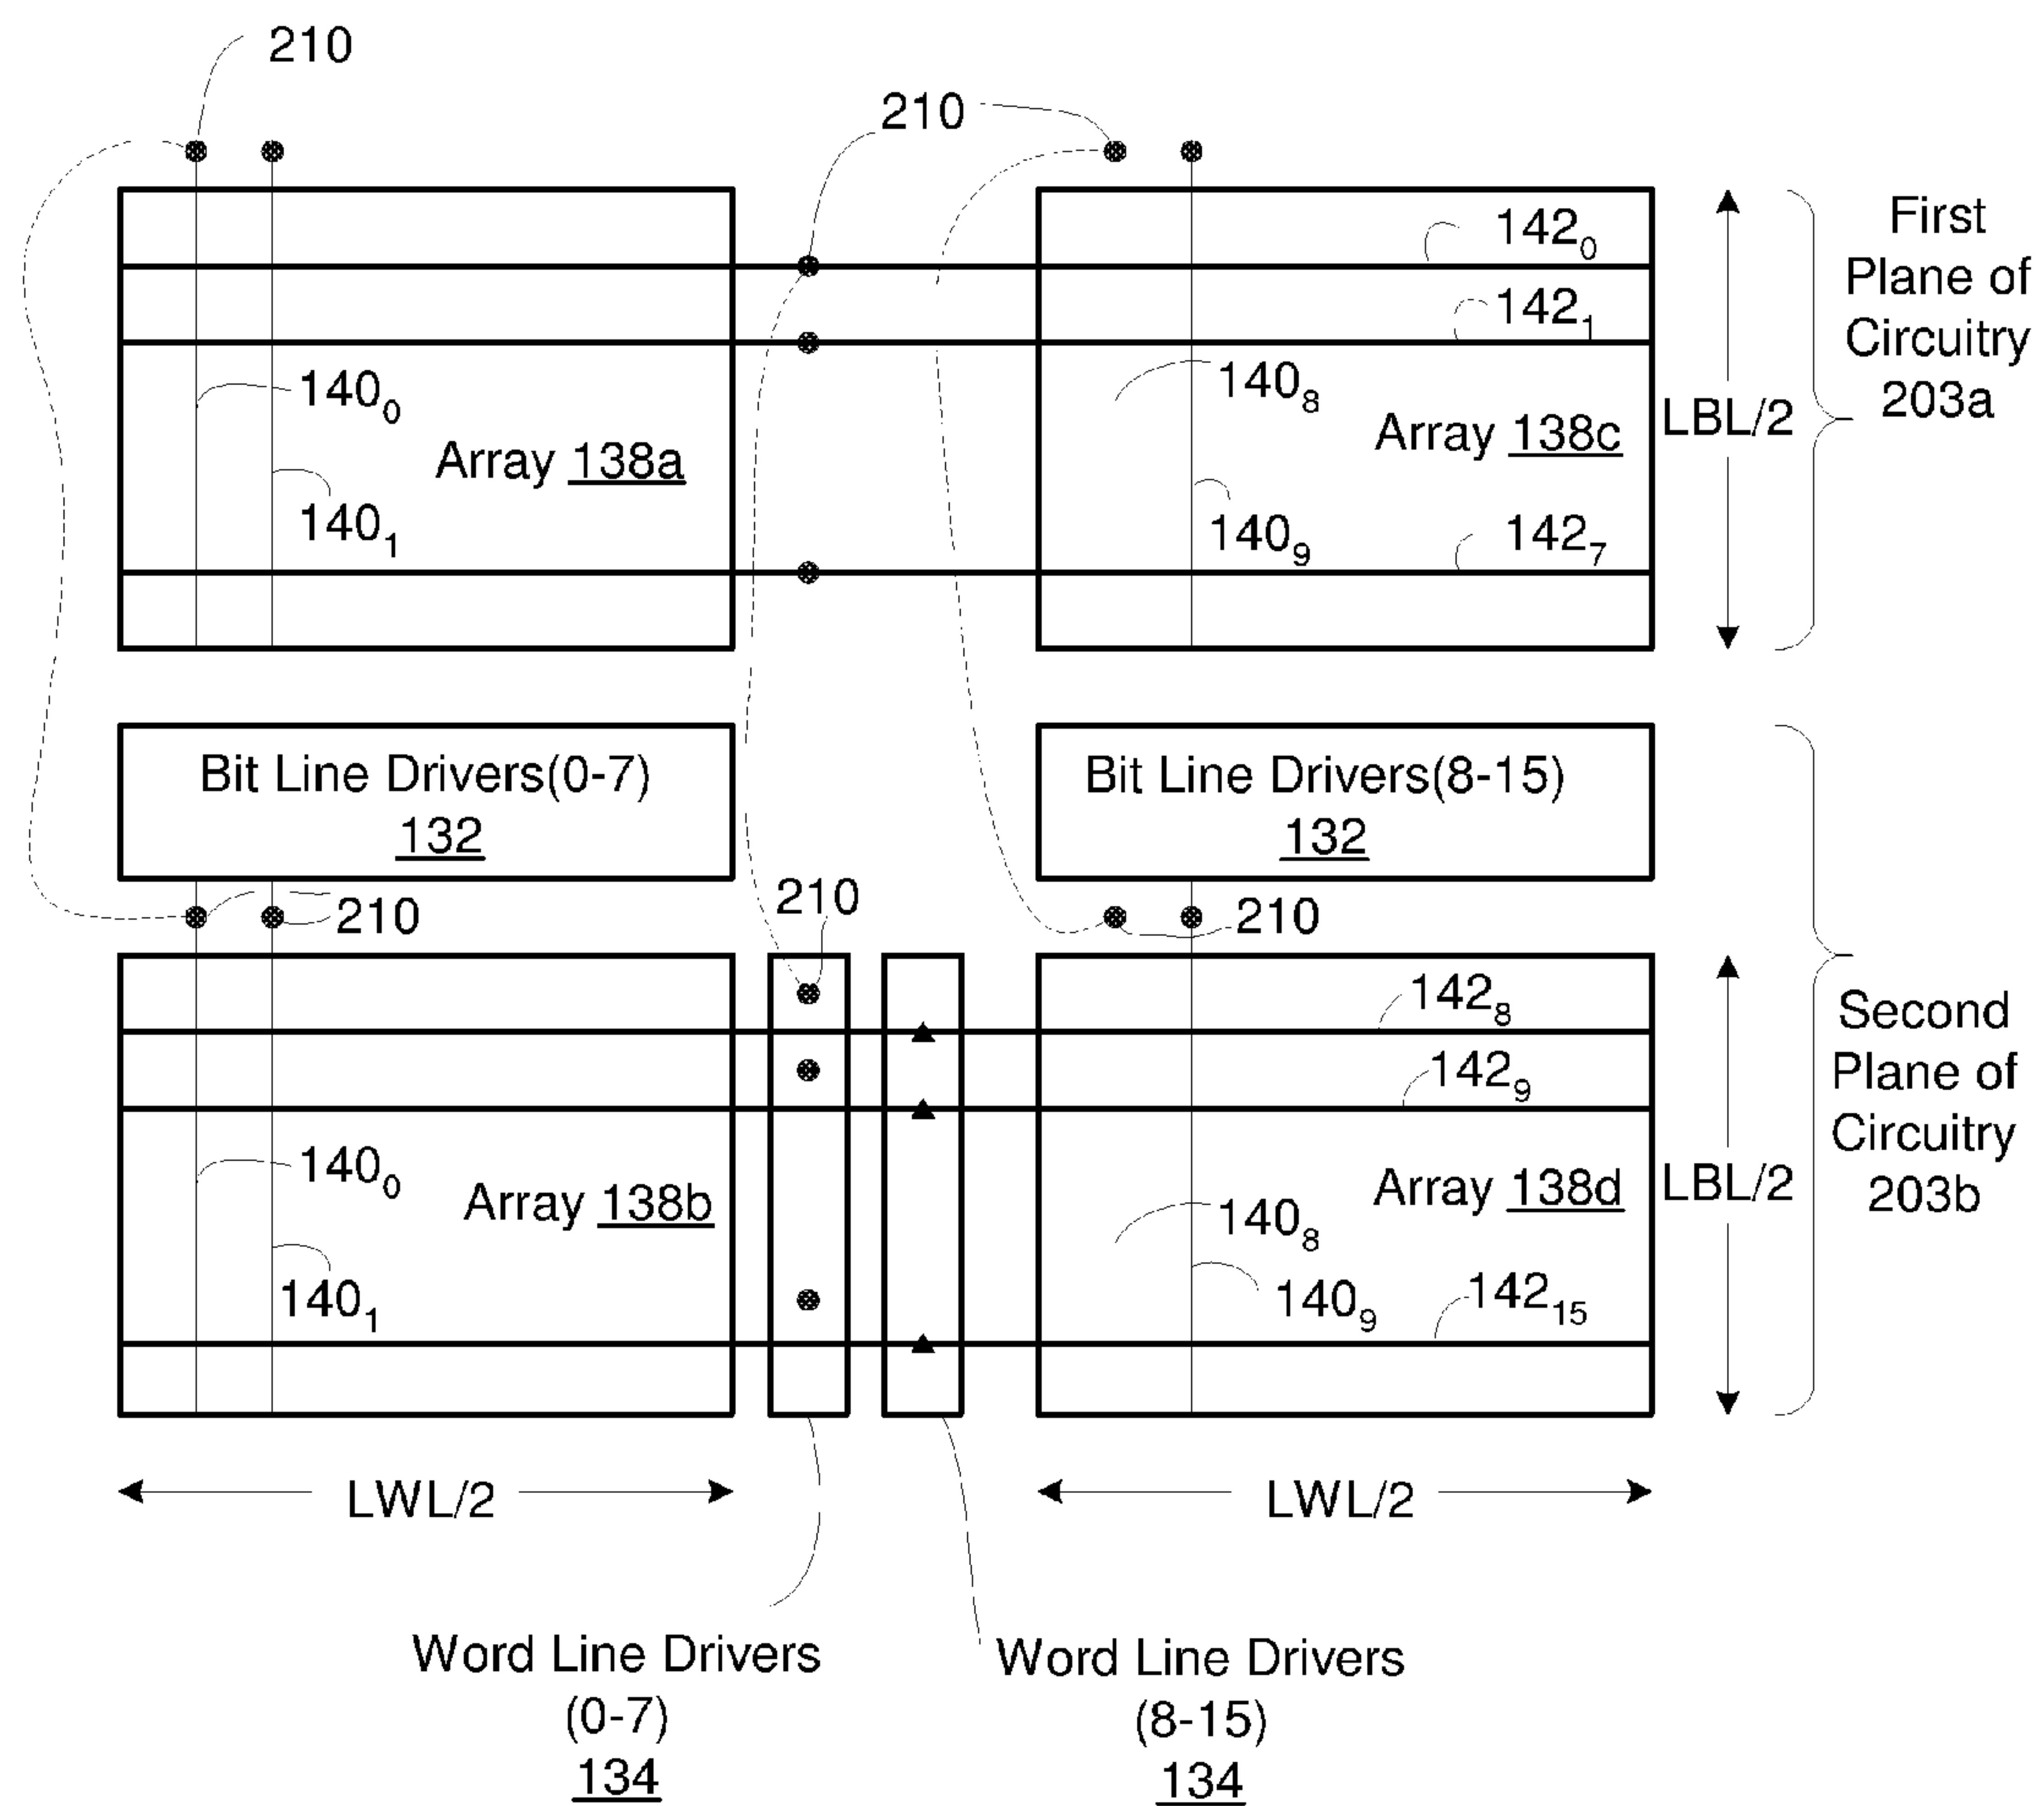 210
210
142₀
142₁
First
Plane of
Circuitry
203a
140₀
140₈
LBL/2
Array 138a
Array 138c
140₁
140₉
142₇
Bit Line Drivers(0-7)
132
Bit Line Drivers(8-15)
132
210
210
210
142₈
142₉
Second
Plane of
Circuitry
203b
140₀
Array 138b
Array 138d
LBL/2
140₈
140₁
140₉
142₁₅
LWL/2
LWL/2
Word Line Drivers
(0-7)
134
Word Line Drivers
(8-15)
134